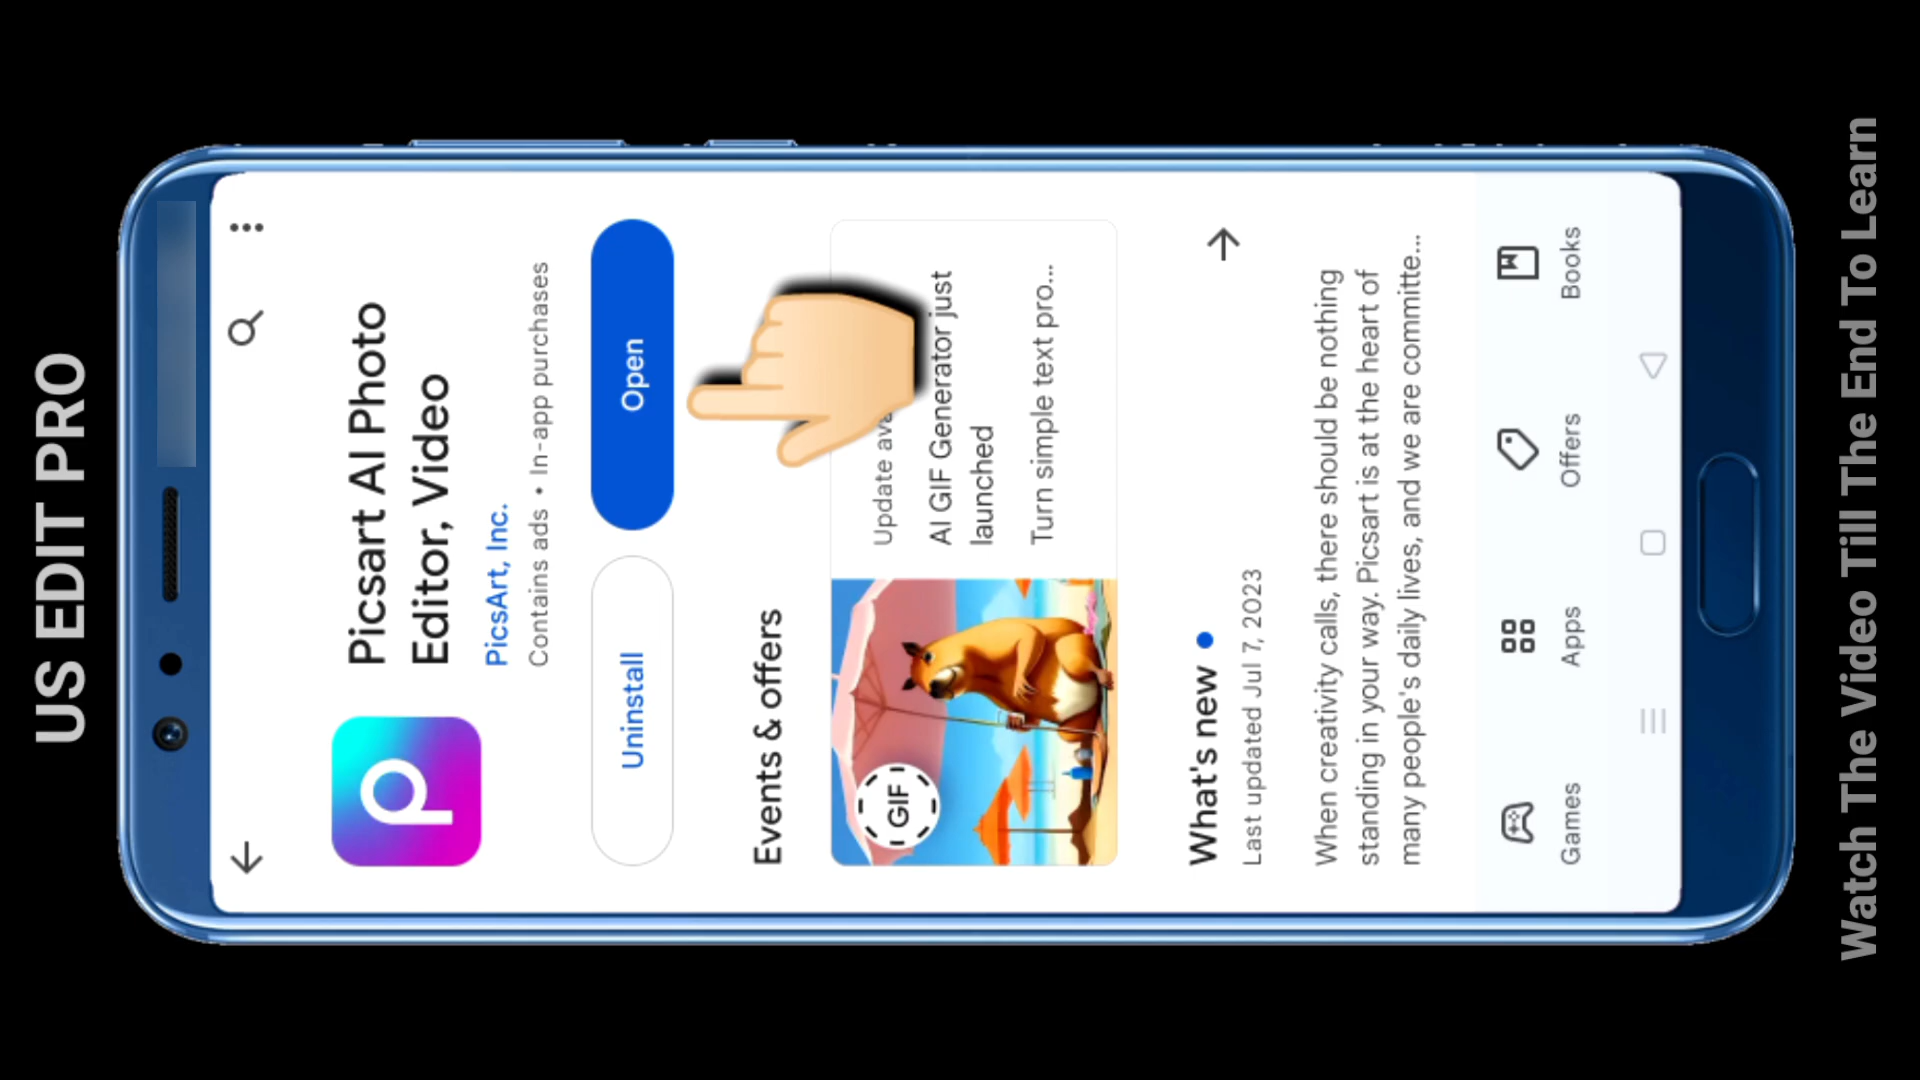 US EDIT PRO
Picsart AI Photo
Editor, Video
PicsArt, Inc.
Contains ads • In-app purchases
Uninstall
Open
Events & offers
GIF
Update
AI GIF Generator just
launched
Turn simple text pro...
What's new
Last updated Jul 7, 2023
When creativity calls, there should be nothing
standing in your way. Picsart is at the heart of
many people's daily lives, and we are committe...
Games
Apps
Offers
Books
Watch The Video Till The End To Learn